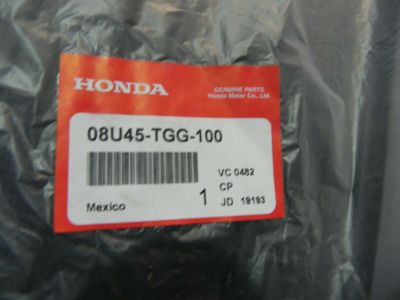 HONDA
GENUINE PARTS
Honda Motor Co., Ltd.
08U45-TGG-100
VC 0482
CP
1
JD 19193
Mexico